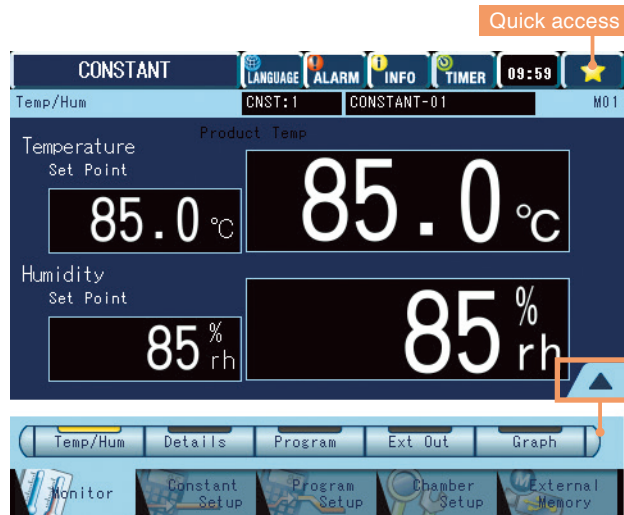 Quick access
CONSTANT LANGUAGE ALARM INFO TIMER 09:59
Temp/Hum CNST:1 CONSTANT-01 M01
Product Temp
Temperature
Set Point
85.0 °C 85.0 °C
Humidity
Set Point
85 % rh 85 % rh
Temp/Hum Details Program Ext Out Graph
Monitor Constant Setup Program Setup Chamber Setup External Memory